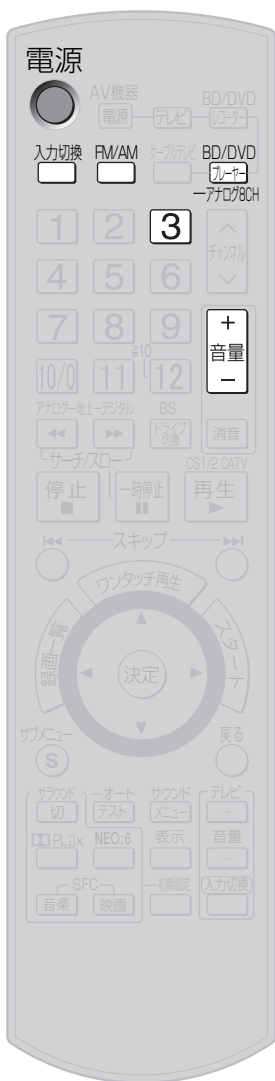 電源
AV機器 BD/DVD
電源 テレビ レコーダー
入力切換 FM/AM ケーブルテレビ BD/DVD
プレーヤー
—アナログ8CH
1 2 3
チャンネル
4 5 6
7 8 9 +
≧10 音量
10/0 11 12 −
アナログー地上ーデジタル BS
◀◀ ▶▶ ドライブ切換 消音
サーチ/スロー CS1/2 CATV
停止 一時停止 再生
■ ▮▮ ▶
スキップ
ワンタッチ再生
録画一覧 スタート
決定
サブメニュー 戻る
S
サラウンド —オート サウンド テレビ
切 テスト メニュー +
DD PLIIx NEO:6 表示 音量
−
SFC —初期設定 入力切換
音楽 映画